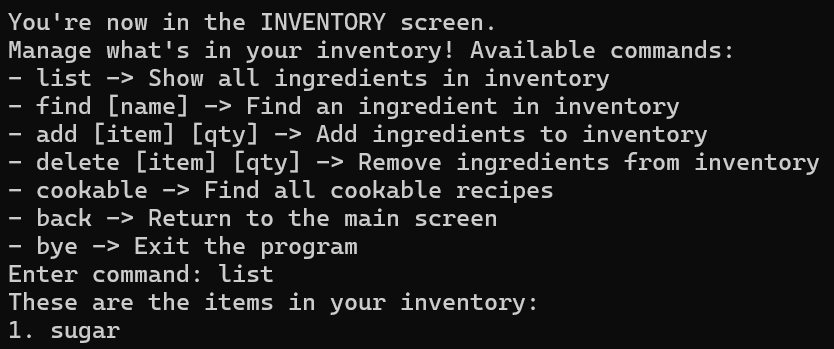 You're now in the INVENTORY screen.
Manage what's in your inventory! Available commands:
- list -> Show all ingredients in inventory
- find [name] -> Find an ingredient in inventory
- add [item] [qty] -> Add ingredients to inventory
- delete [item] [qty] -> Remove ingredients from inventory
- cookable -> Find all cookable recipes
- back -> Return to the main screen
- bye -> Exit the program
Enter command: list
These are the items in your inventory:
1. sugar